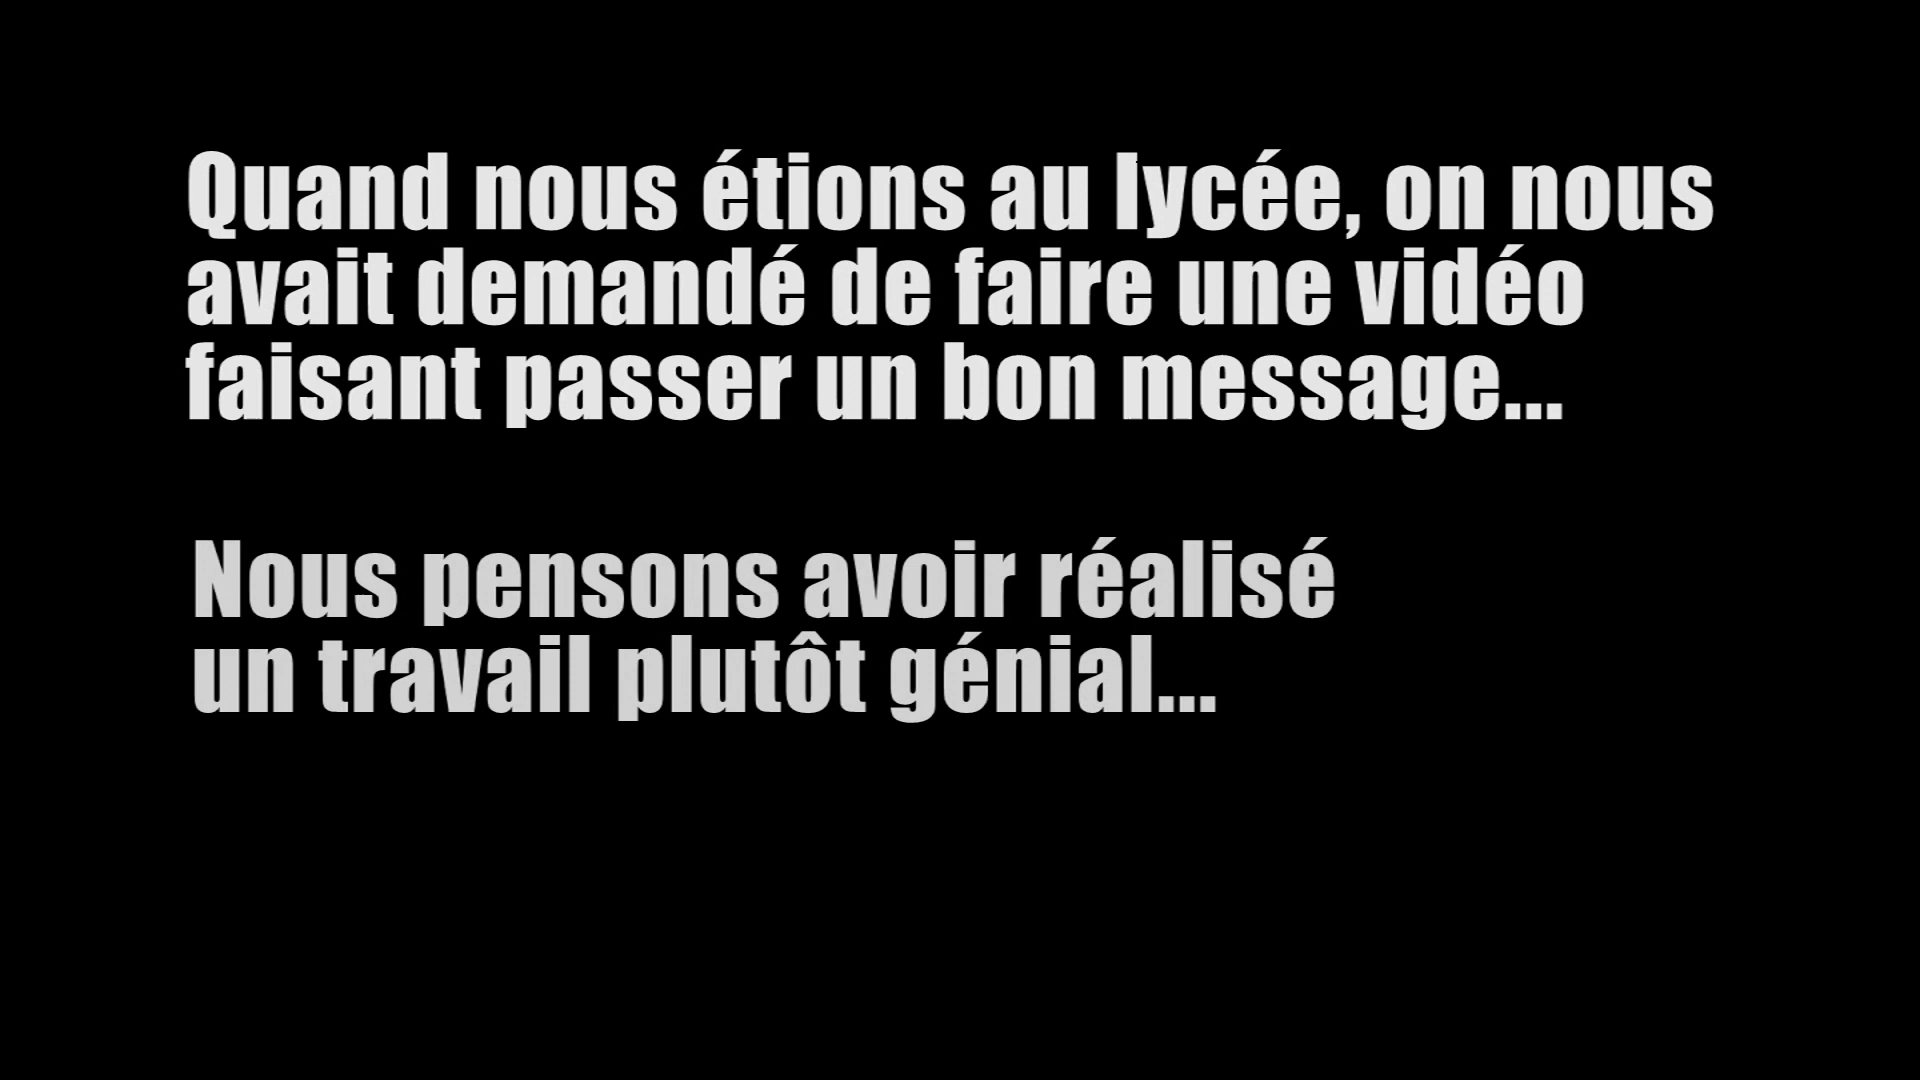 Quand nous étions au lycée, on nous
avait demandé de faire une vidéo
faisant passer un bon message...
Nous pensons avoir réalisé
un travail plutôt génial...